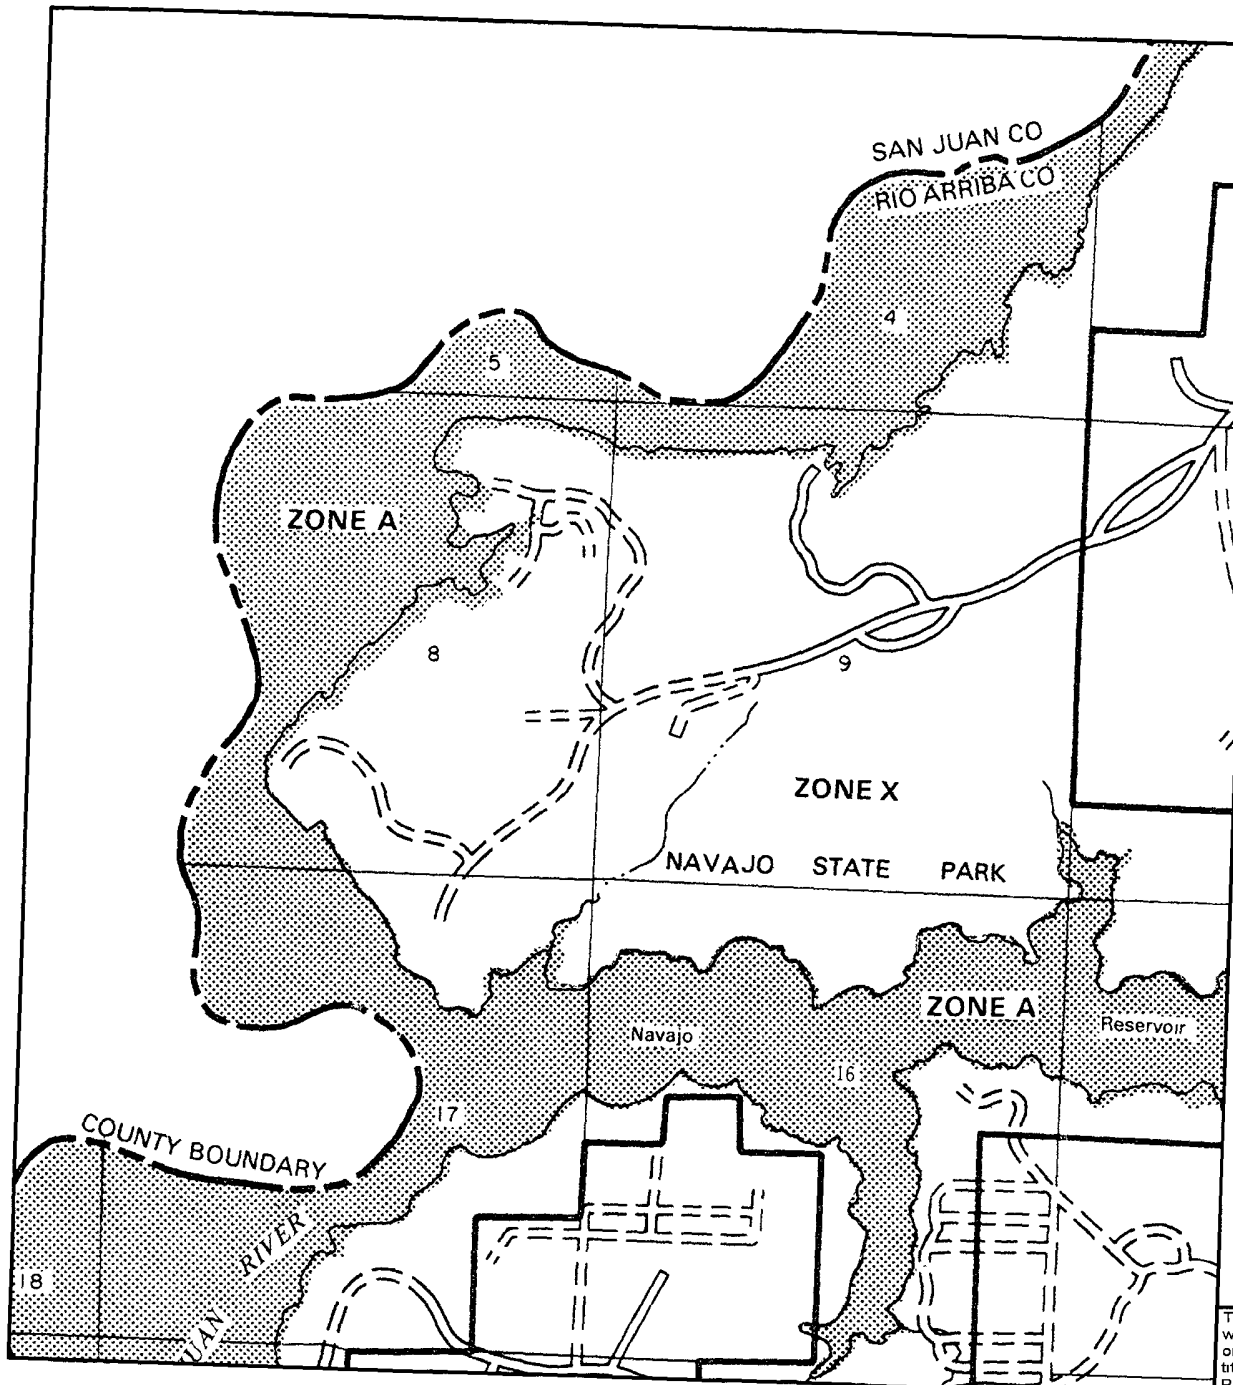 SAN JUAN CO
RIO ARRIBA CO
4
5
ZONE A
8
9
ZONE X
NAVAJO STATE PARK
ZONE A
Navajo
Reservoir
16
17
COUNTY BOUNDARY
RIVER
18
UAN